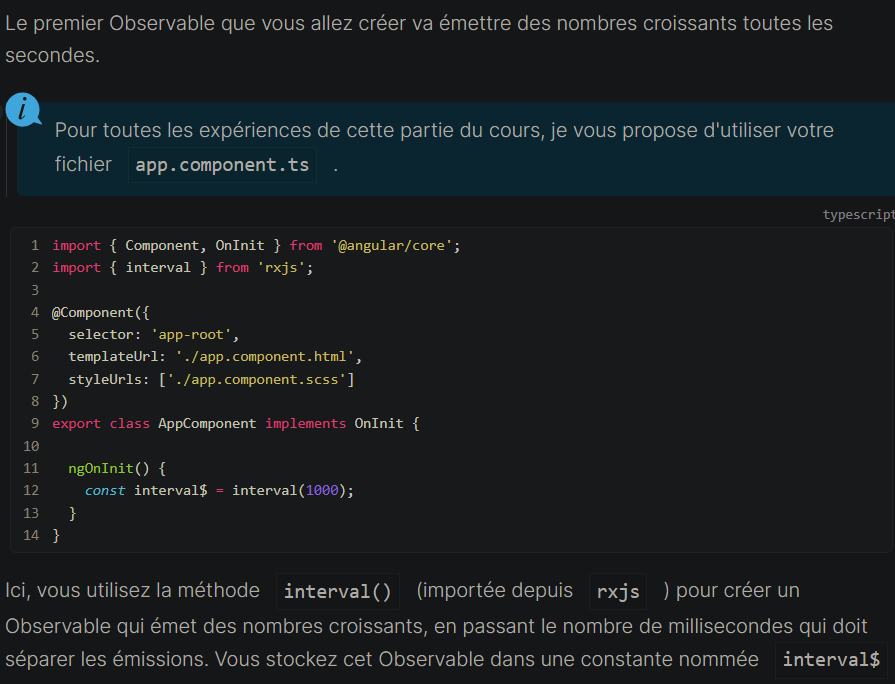 Le premier Observable que vous allez créer va émettre des nombres croissants toutes les
secondes.
i
Pour toutes les expériences de cette partie du cours, je vous propose d'utiliser votre
fichier app.component.ts .
typescript
1 import { Component, OnInit } from '@angular/core';
2 import { interval } from 'rxjs';
3
4 @Component({
5   selector: 'app-root',
6   templateUrl: './app.component.html',
7   styleUrls: ['./app.component.scss']
8 })
9 export class AppComponent implements OnInit {
10
11   ngOnInit() {
12     const interval$ = interval(1000);
13   }
14 }
Ici, vous utilisez la méthode interval() (importée depuis rxjs ) pour créer un
Observable qui émet des nombres croissants, en passant le nombre de millisecondes qui doit
séparer les émissions. Vous stockez cet Observable dans une constante nommée interval$